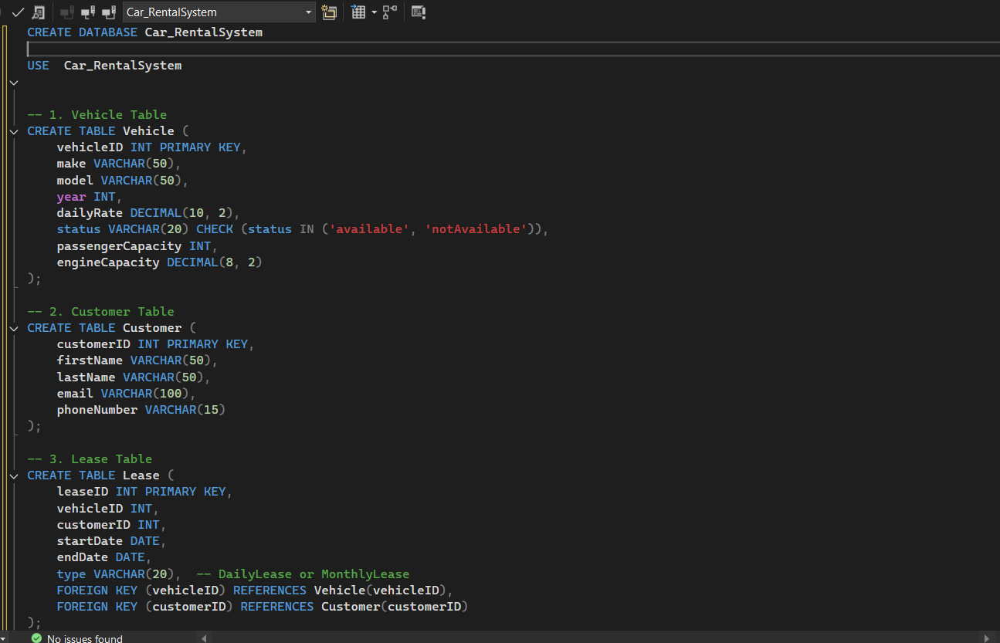 Car_RentalSystem
CREATE DATABASE Car_RentalSystem
USE  Car_RentalSystem
-- 1. Vehicle Table
CREATE TABLE Vehicle (
    vehicleID INT PRIMARY KEY,
    make VARCHAR(50),
    model VARCHAR(50),
    year INT,
    dailyRate DECIMAL(10, 2),
    status VARCHAR(20) CHECK (status IN ('available', 'notAvailable')),
    passengerCapacity INT,
    engineCapacity DECIMAL(8, 2)
);
-- 2. Customer Table
CREATE TABLE Customer (
    customerID INT PRIMARY KEY,
    firstName VARCHAR(50),
    lastName VARCHAR(50),
    email VARCHAR(100),
    phoneNumber VARCHAR(15)
);
-- 3. Lease Table
CREATE TABLE Lease (
    leaseID INT PRIMARY KEY,
    vehicleID INT,
    customerID INT,
    startDate DATE,
    endDate DATE,
    type VARCHAR(20),  -- DailyLease or MonthlyLease
    FOREIGN KEY (vehicleID) REFERENCES Vehicle(vehicleID),
    FOREIGN KEY (customerID) REFERENCES Customer(customerID)
);
No issues found